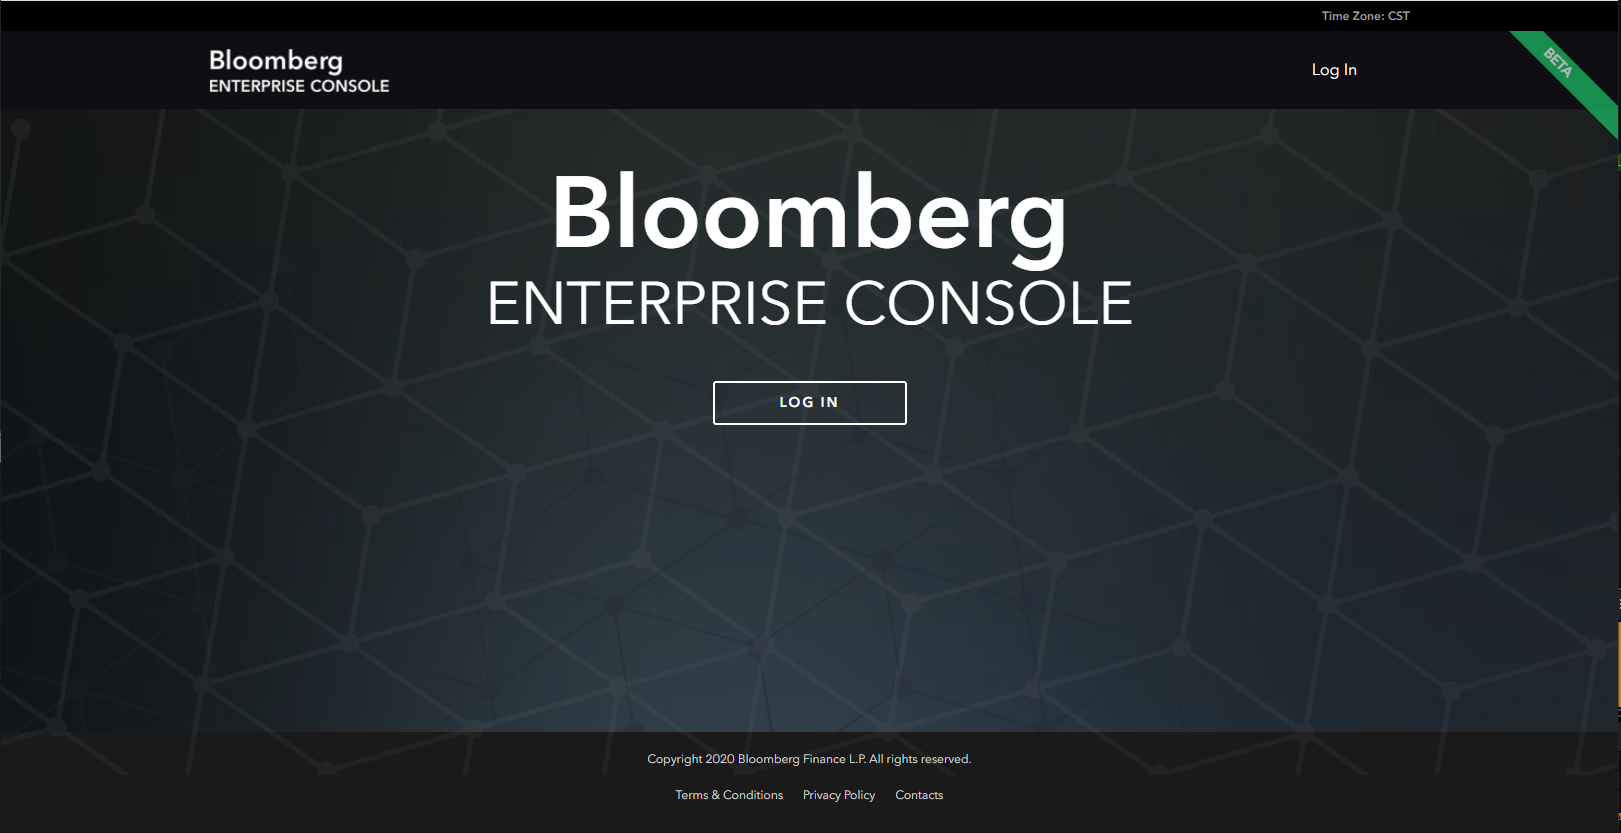 Time Zone: CST
Bloomberg
ENTERPRISE CONSOLE
Log In
BETA
Bloomberg
ENTERPRISE CONSOLE
LOG IN
Copyright 2020 Bloomberg Finance L.P. All rights reserved.
Terms & Conditions Privacy Policy Contacts